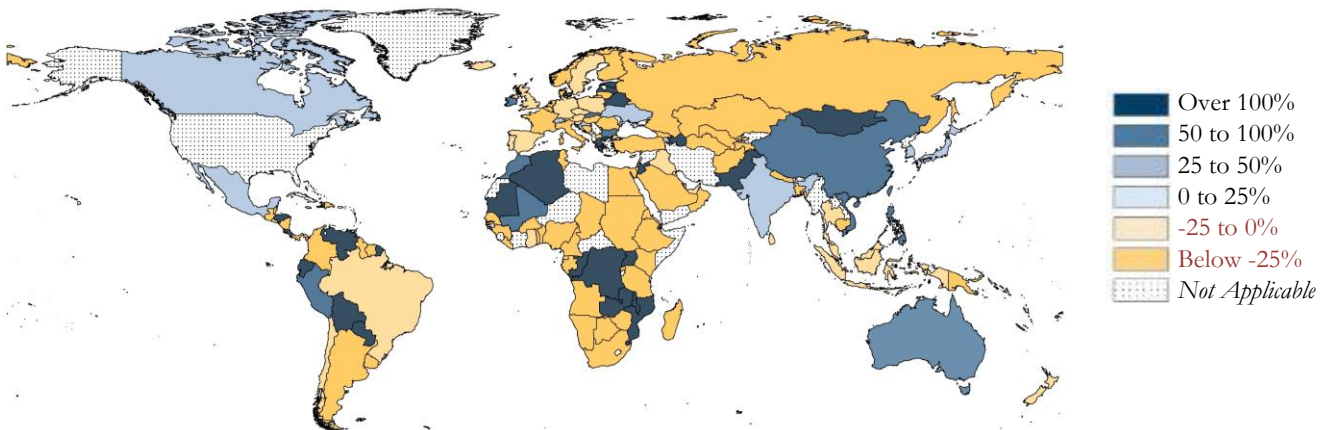 Over 100%
50 to 100%
25 to 50%
0 to 25%
-25 to 0%
Below -25%
Not Applicable